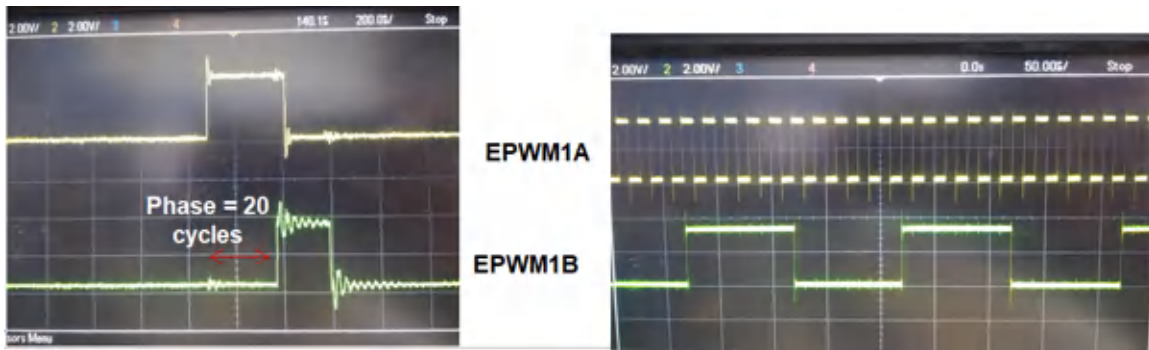 2.00V/ 2 2.00V/ 3 4 140.1§ 200.0§/ Stop
Phase = 20
cycles
sors Menu
EPWM1A
EPWM1B
2.00V/ 2 2.00V/ 3 4 0.0s 50.00§/ Stop